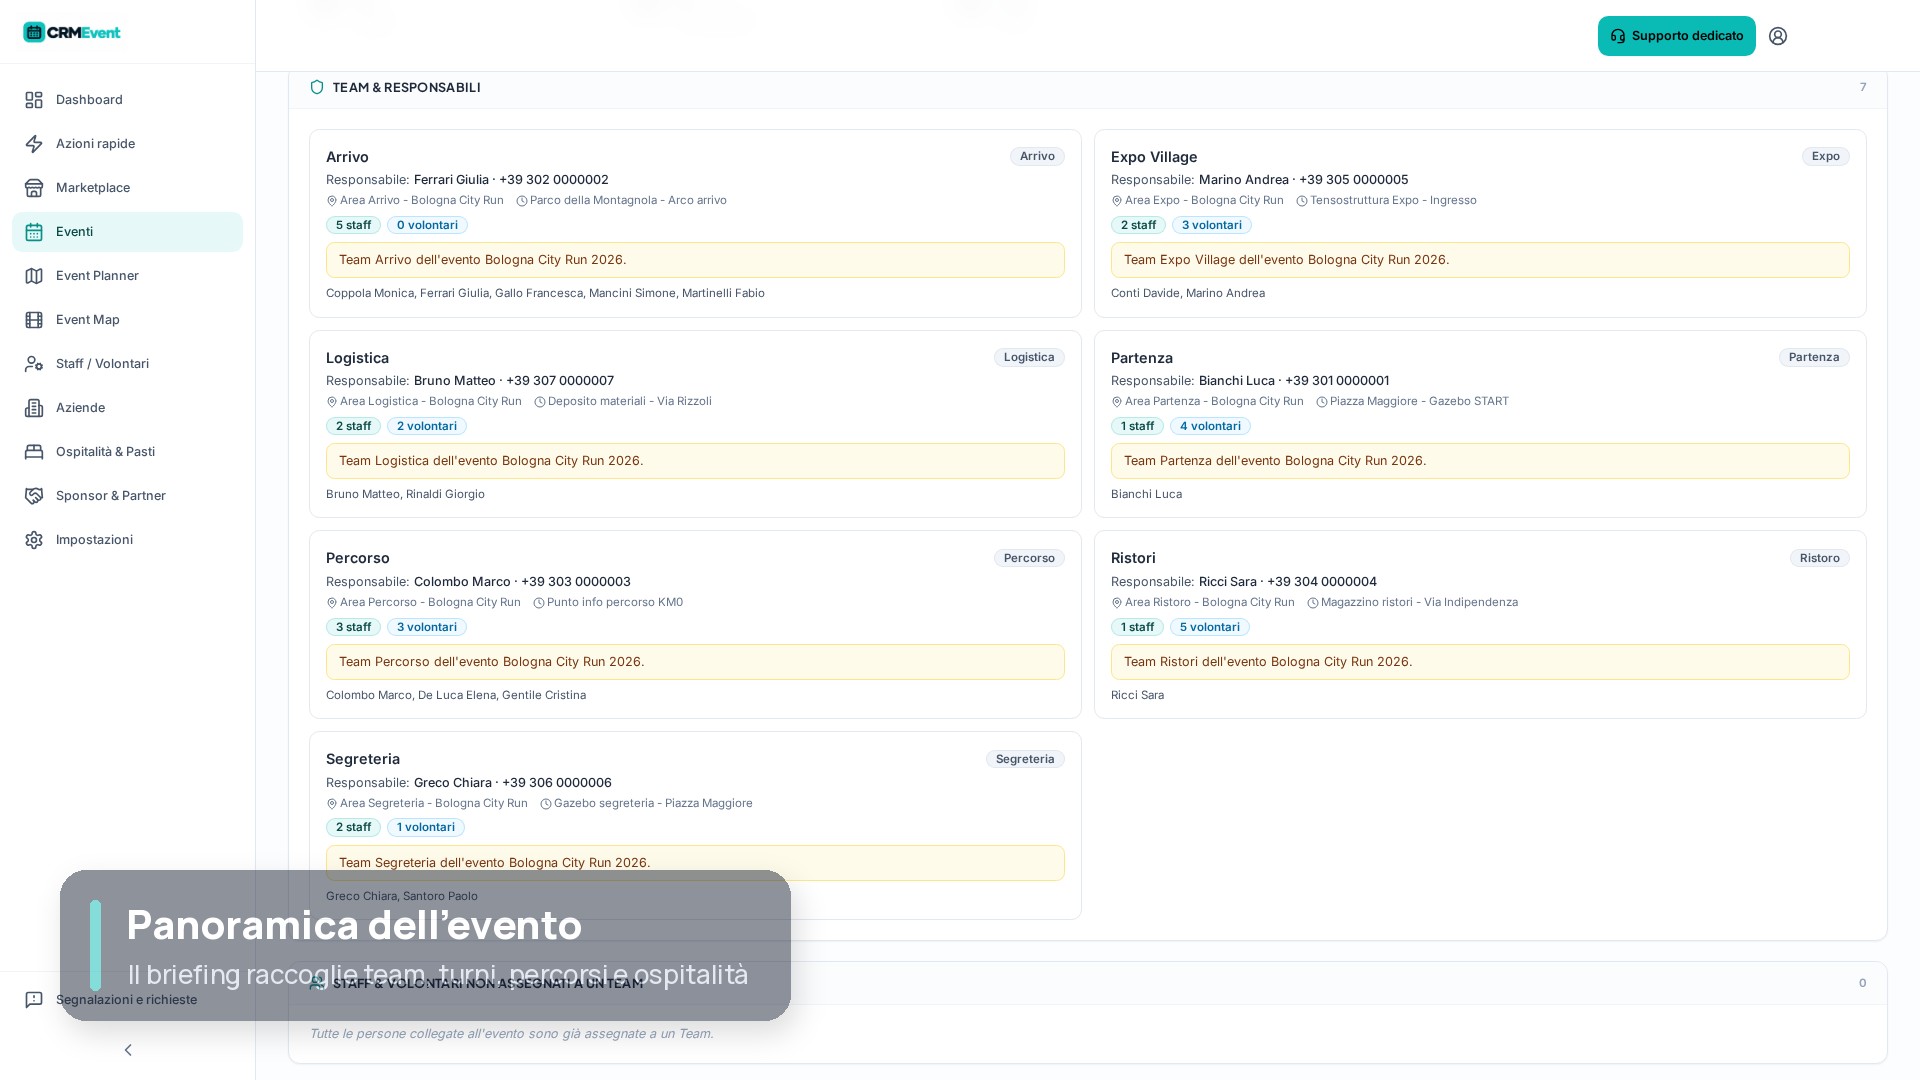 CRMEvent
Supporto dedicato
Dashboard
Azioni rapide
Marketplace
Eventi
Event Planner
Event Map
Staff / Volontari
Aziende
Ospitalità & Pasti
Sponsor & Partner
Impostazioni
Segnalazioni e richieste
TEAM & RESPONSABILI 7
Arrivo Arrivo
Responsabile: Ferrari Giulia · +39 302 0000002
Area Arrivo - Bologna City Run Parco della Montagnola - Arco arrivo
5 staff 0 volontari
Team Arrivo dell'evento Bologna City Run 2026.
Coppola Monica, Ferrari Giulia, Gallo Francesca, Mancini Simone, Martinelli Fabio
Expo Village Expo
Responsabile: Marino Andrea · +39 305 0000005
Area Expo - Bologna City Run Tensostruttura Expo - Ingresso
2 staff 3 volontari
Team Expo Village dell'evento Bologna City Run 2026.
Conti Davide, Marino Andrea
Logistica Logistica
Responsabile: Bruno Matteo · +39 307 0000007
Area Logistica - Bologna City Run Deposito materiali - Via Rizzoli
2 staff 2 volontari
Team Logistica dell'evento Bologna City Run 2026.
Bruno Matteo, Rinaldi Giorgio
Partenza Partenza
Responsabile: Bianchi Luca · +39 301 0000001
Area Partenza - Bologna City Run Piazza Maggiore - Gazebo START
1 staff 4 volontari
Team Partenza dell'evento Bologna City Run 2026.
Bianchi Luca
Percorso Percorso
Responsabile: Colombo Marco · +39 303 0000003
Area Percorso - Bologna City Run Punto info percorso KM0
3 staff 3 volontari
Team Percorso dell'evento Bologna City Run 2026.
Colombo Marco, De Luca Elena, Gentile Cristina
Ristori Ristoro
Responsabile: Ricci Sara · +39 304 0000004
Area Ristoro - Bologna City Run Magazzino ristori - Via Indipendenza
1 staff 5 volontari
Team Ristori dell'evento Bologna City Run 2026.
Ricci Sara
Segreteria Segreteria
Responsabile: Greco Chiara · +39 306 0000006
Area Segreteria - Bologna City Run Gazebo segreteria - Piazza Maggiore
2 staff 1 volontari
Team Segreteria dell'evento Bologna City Run 2026.
Greco Chiara, Santoro Paolo
STAFF & VOLONTARI NON ASSEGNATI A UN TEAM 0
Tutte le persone collegate all'evento sono già assegnate a un Team.
Panoramica dell’evento
Il briefing raccoglie team, turni, percorsi e ospitalità